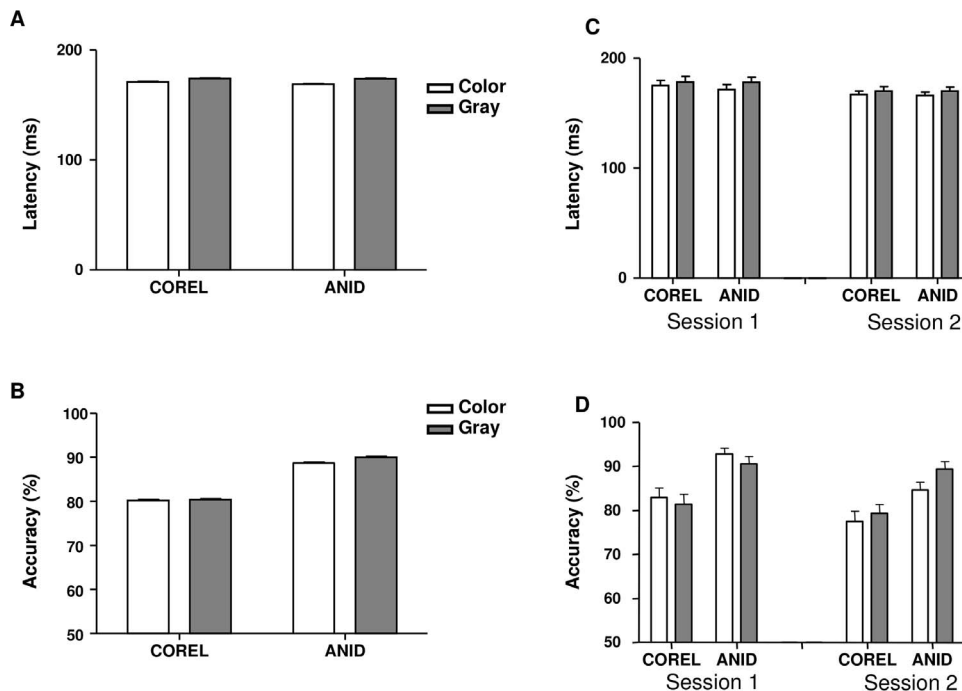 A
200
100
0
Latency (ms)
COREL ANID
Color
Gray
C
200
100
0
Latency (ms)
COREL ANID COREL ANID
Session 1 Session 2
B
100
90
80
70
60
50
Accuracy (%)
COREL ANID
Color
Gray
D
100
90
80
70
60
50
Accuracy (%)
COREL ANID COREL ANID
Session 1 Session 2